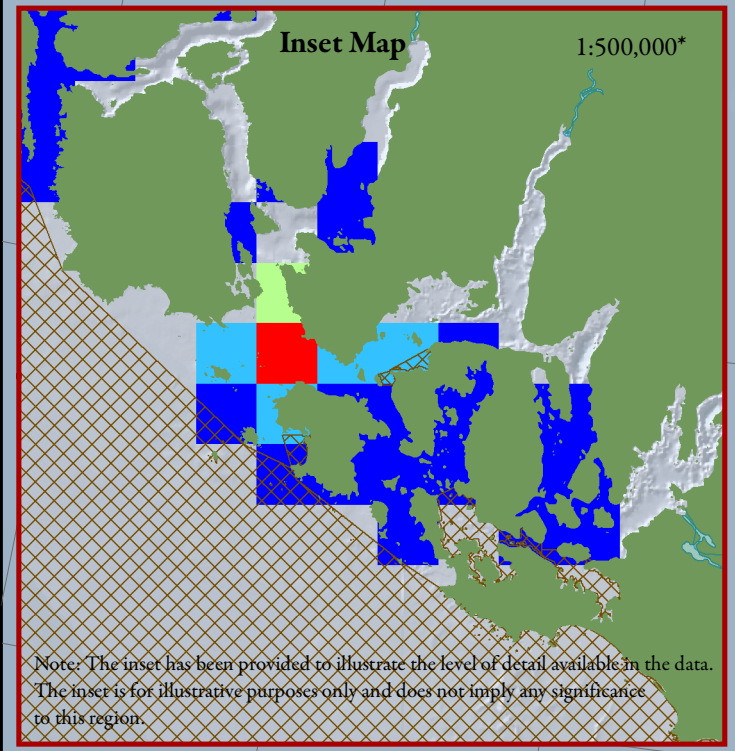 Inset Map
1:500,000*
Note: The inset has been provided to illustrate the level of detail available in the data.
The inset is for illustrative purposes only and does not imply any significance
to this region.